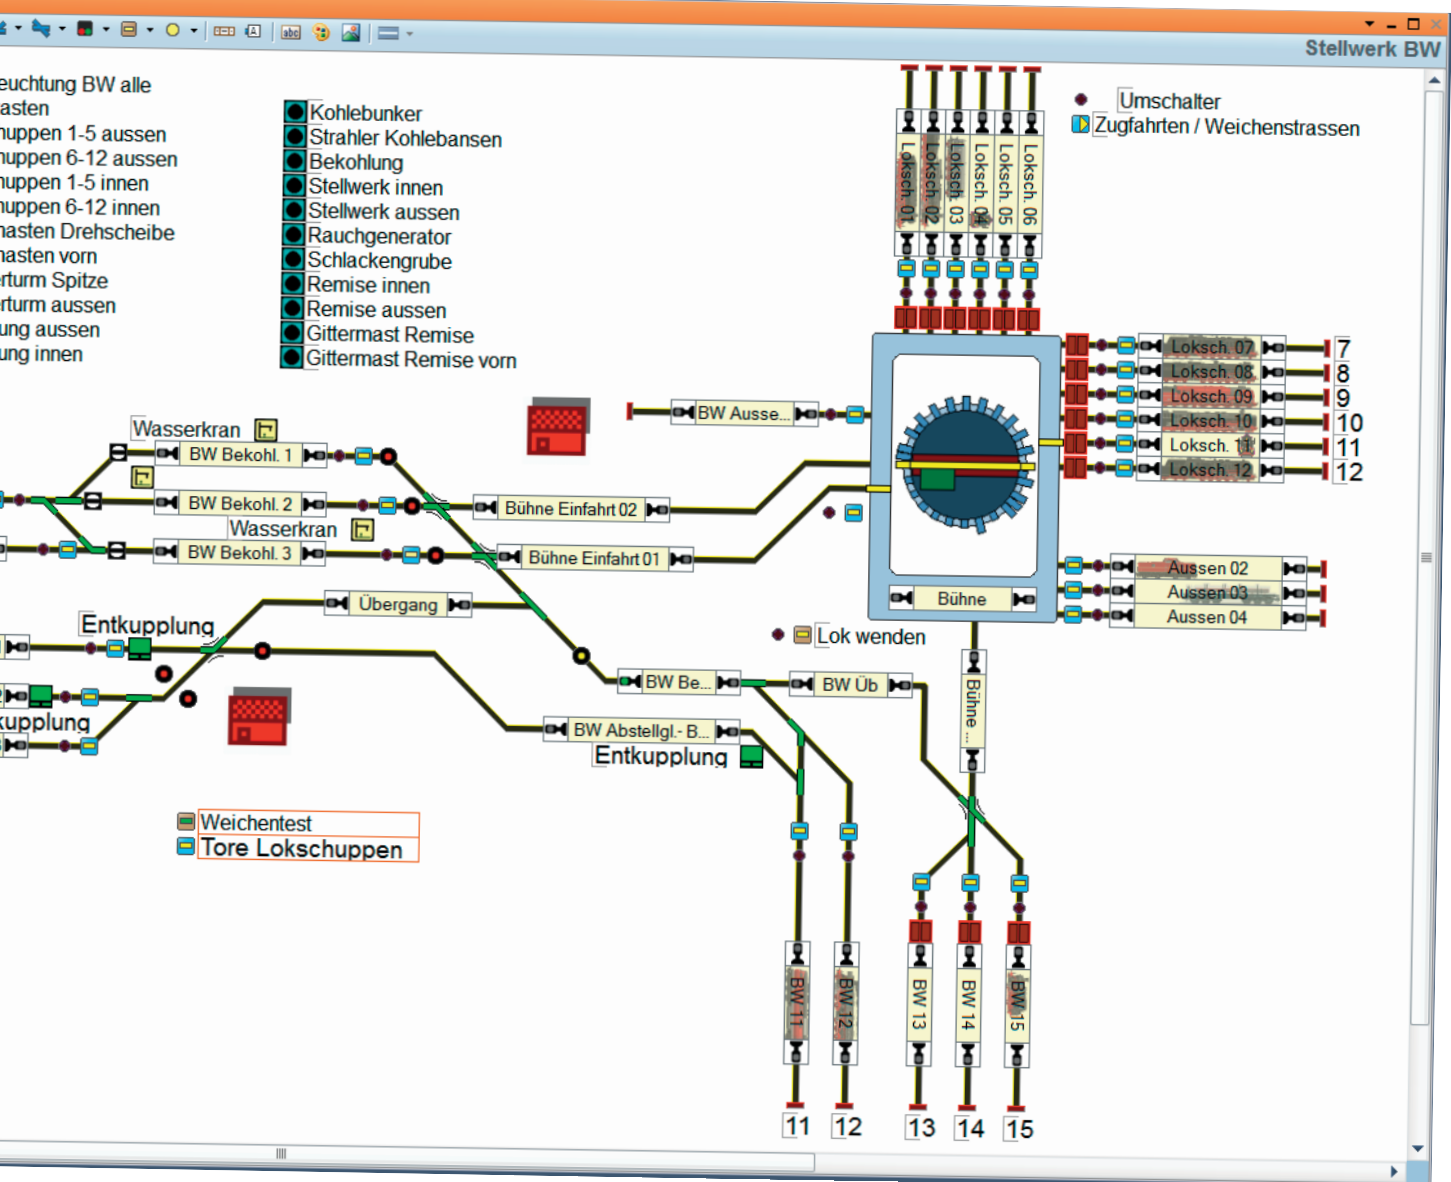 Stellwerk BW
euchtung BW alle
asten
huppen 1-5 aussen
huppen 6-12 aussen
huppen 1-5 innen
huppen 6-12 innen
masten Drehscheibe
masten vorn
erturm Spitze
erturm aussen
ung aussen
ung innen
Kohlebunker
Strahler Kohlebansen
Bekohlung
Stellwerk innen
Stellwerk aussen
Rauchgenerator
Schlackengrube
Remise innen
Remise aussen
Gittermast Remise
Gittermast Remise vorn
Umschalter
Zugfahrten / Weichenstrassen
Loksch. 01
Loksch. 02
Loksch. 03
Loksch. 04
Loksch. 05
Loksch. 06
Loksch. 07 7
Loksch. 08 8
Loksch. 09 9
Loksch. 10 10
Loksch. 11 11
Loksch. 12 12
BW Ausse...
Wasserkran
BW Bekohl. 1
BW Bekohl. 2
Bühne Einfahrt 02
Wasserkran
BW Bekohl. 3
Bühne Einfahrt 01
Aussen 02
Aussen 03
Aussen 04
Bühne
Übergang
Entkupplung
Lok wenden
BW Be...
BW Üb
Bühne ...
kupplung
BW Abstellgl.- B...
Entkupplung
Weichentest
Tore Lokschuppen
BW 11
BW 12
BW 13
BW 14
BW 15
11 12 13 14 15